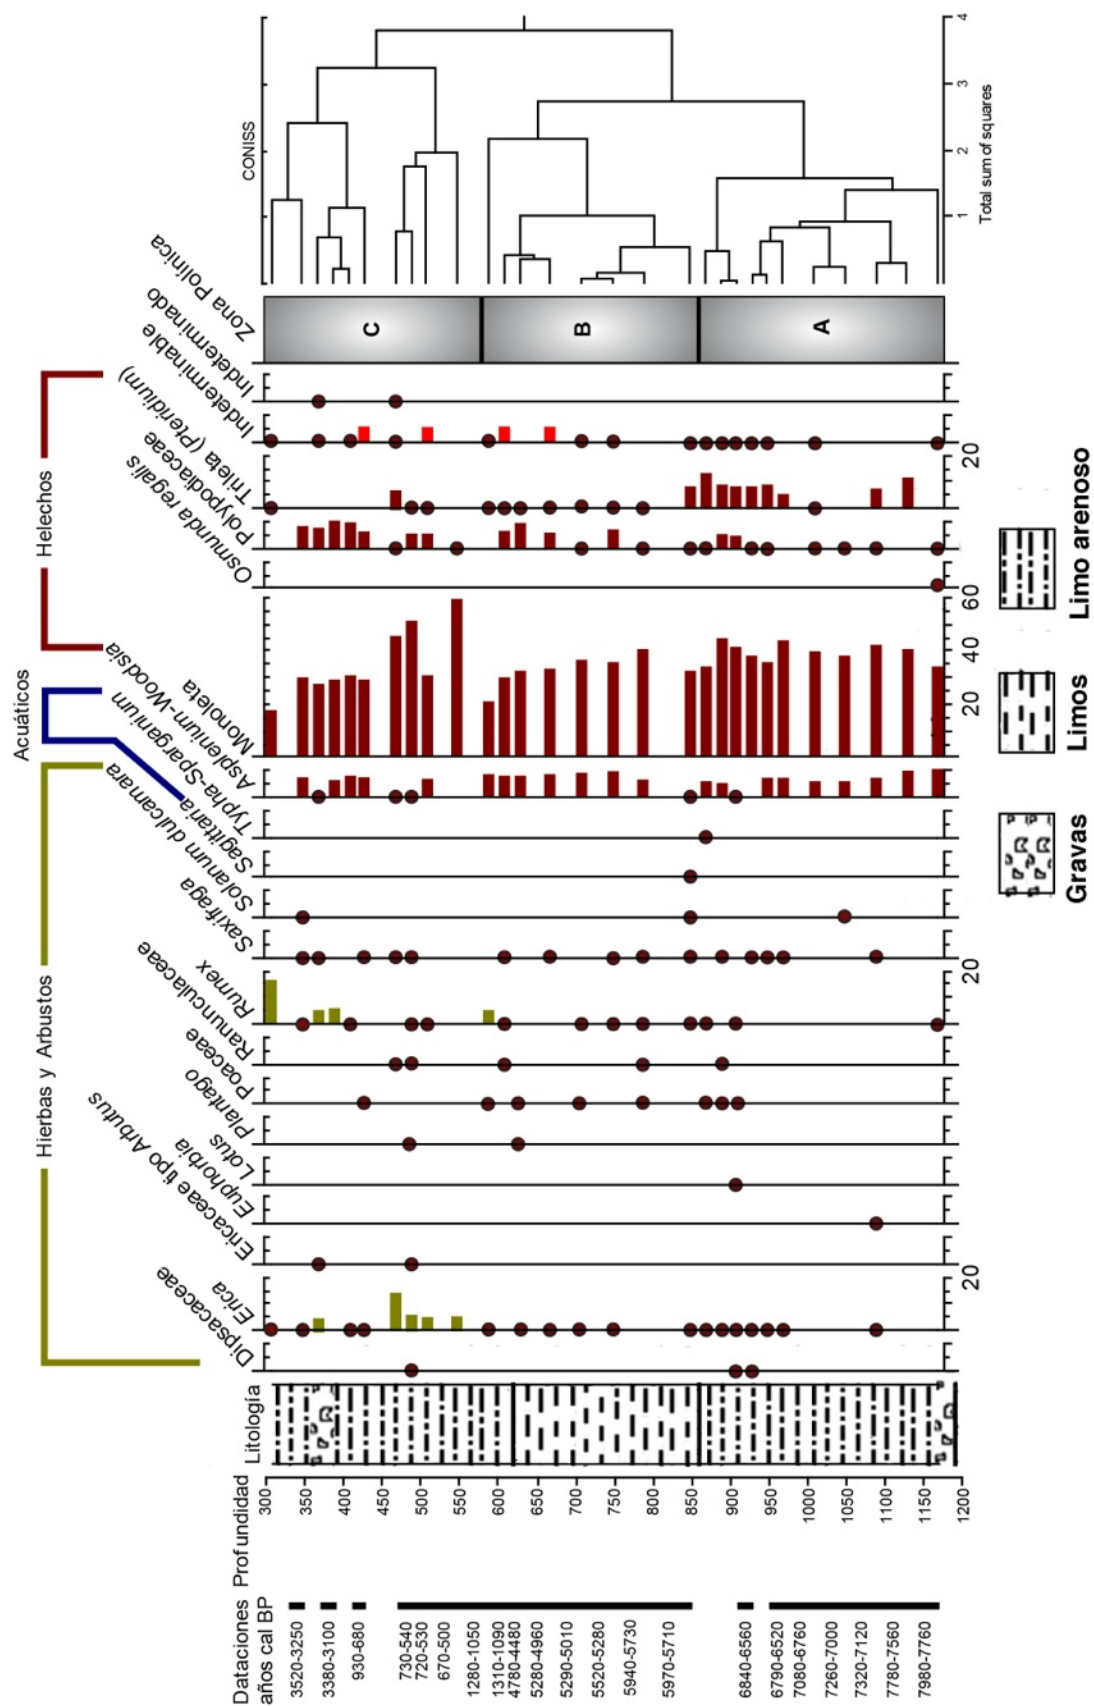 Hierbas y Arbustos
Acuáticos
Helechos
Dataciones
años cal BP
Profundidad
Litología
Dipsacaceae
Erica
Ericaceae tipo Arbutus
Euphorbia
Lotus
Plantago
Poaceae
Ranunculaceae
Rumex
Saxifraga
Solanum dulcamara
Sagittaria
Typha-Sparganium
Asplenium-Woodsia
Monoleta
Osmunda regalis
Polypodiaceae
Trileta (Pteridium)
Indeterminable
Indeterminado
Zona Polínica
CONISS
3520-3250
3380-3100
930-680
730-540
720-530
670-500
1280-1050
1310-1090
4780-4480
5280-4960
5290-5010
5520-5280
5940-5730
5970-5710
6840-6560
6790-6520
7080-6760
7260-7000
7320-7120
7780-7560
7980-7760
300
350
400
450
500
550
600
650
700
750
800
850
900
950
1000
1050
1100
1150
1200
C
B
A
20
20
20
40
60
20
1
2
3
4
Total sum of squares
Gravas
Limos
Limo arenoso